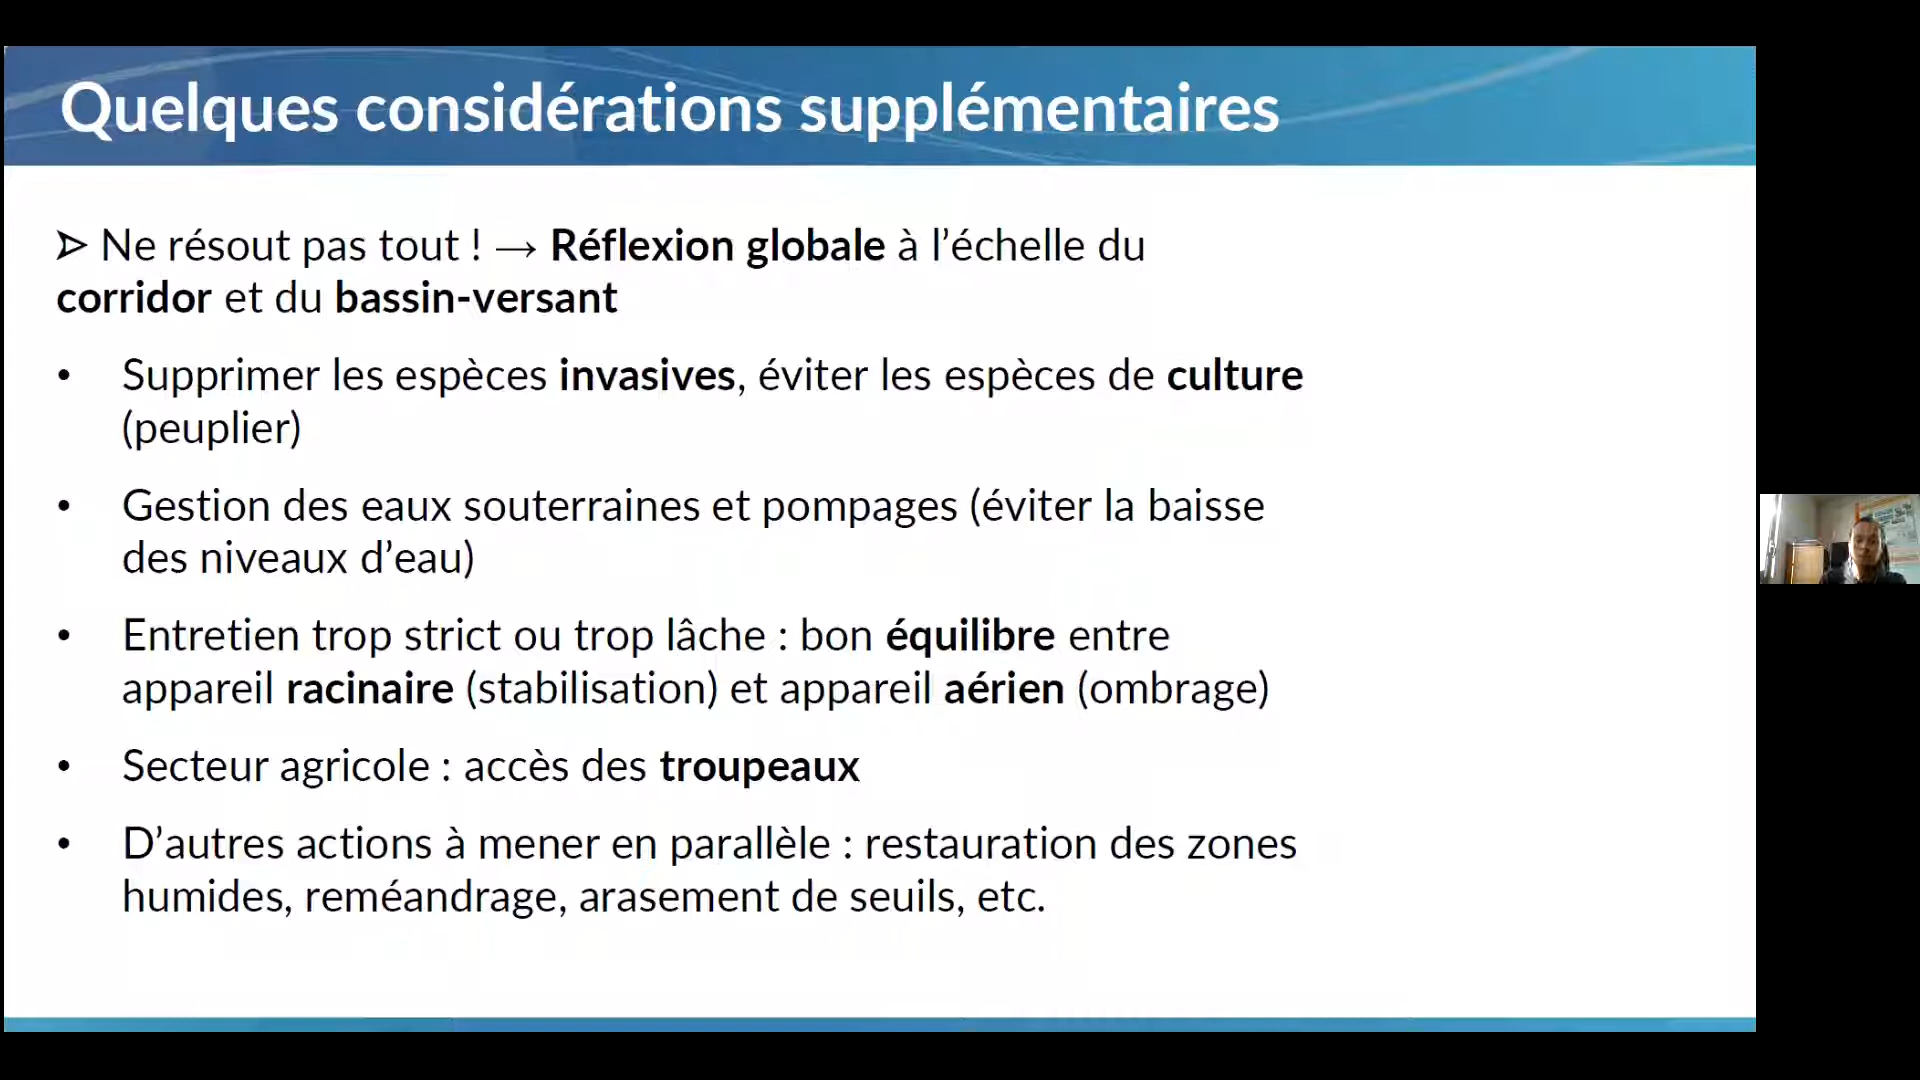 Quelques considérations supplémentaires
⮚ Ne résout pas tout ! → Réflexion globale à l’échelle du
corridor et du bassin-versant
• Supprimer les espèces invasives, éviter les espèces de culture
(peuplier)
• Gestion des eaux souterraines et pompages (éviter la baisse
des niveaux d’eau)
• Entretien trop strict ou trop lâche : bon équilibre entre
appareil racinaire (stabilisation) et appareil aérien (ombrage)
• Secteur agricole : accès des troupeaux
• D’autres actions à mener en parallèle : restauration des zones
humides, reméandrage, arasement de seuils, etc.